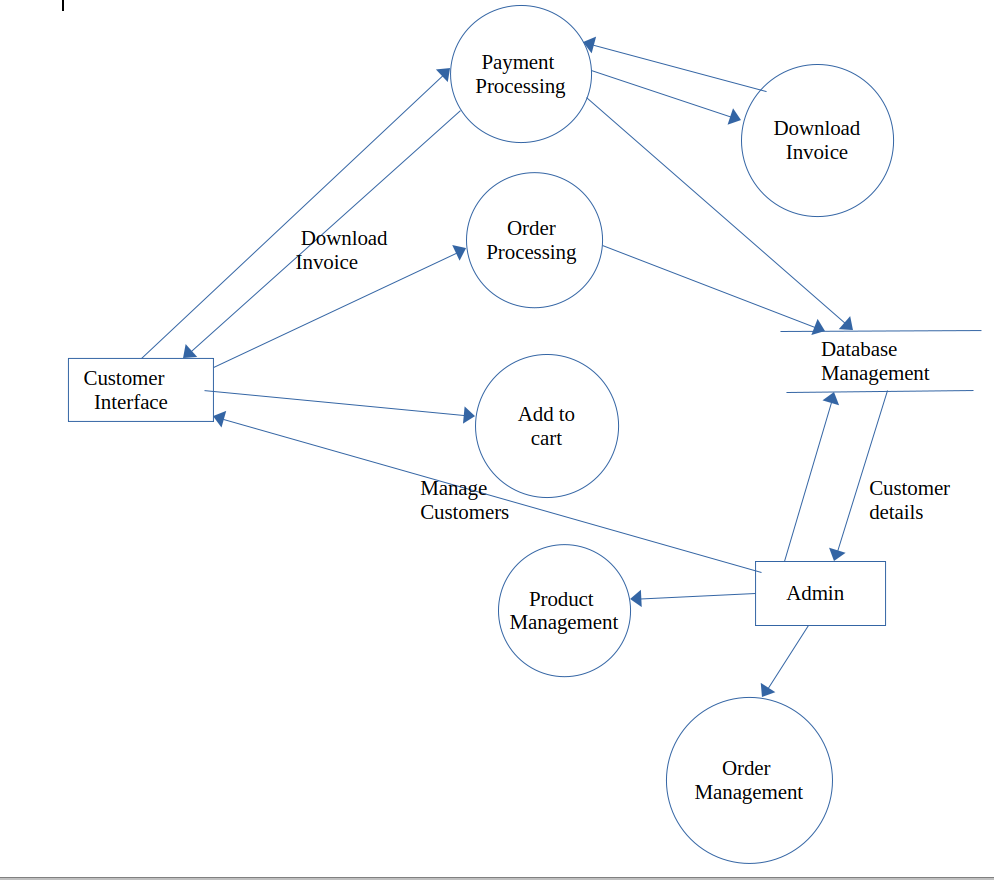 Payment
Processing
Download
Invoice
Order
Processing
Download
Invoice
Database
Management
Customer
Interface
Add to
cart
Manage
Customers
Customer
details
Product
Management
Admin
Order
Management